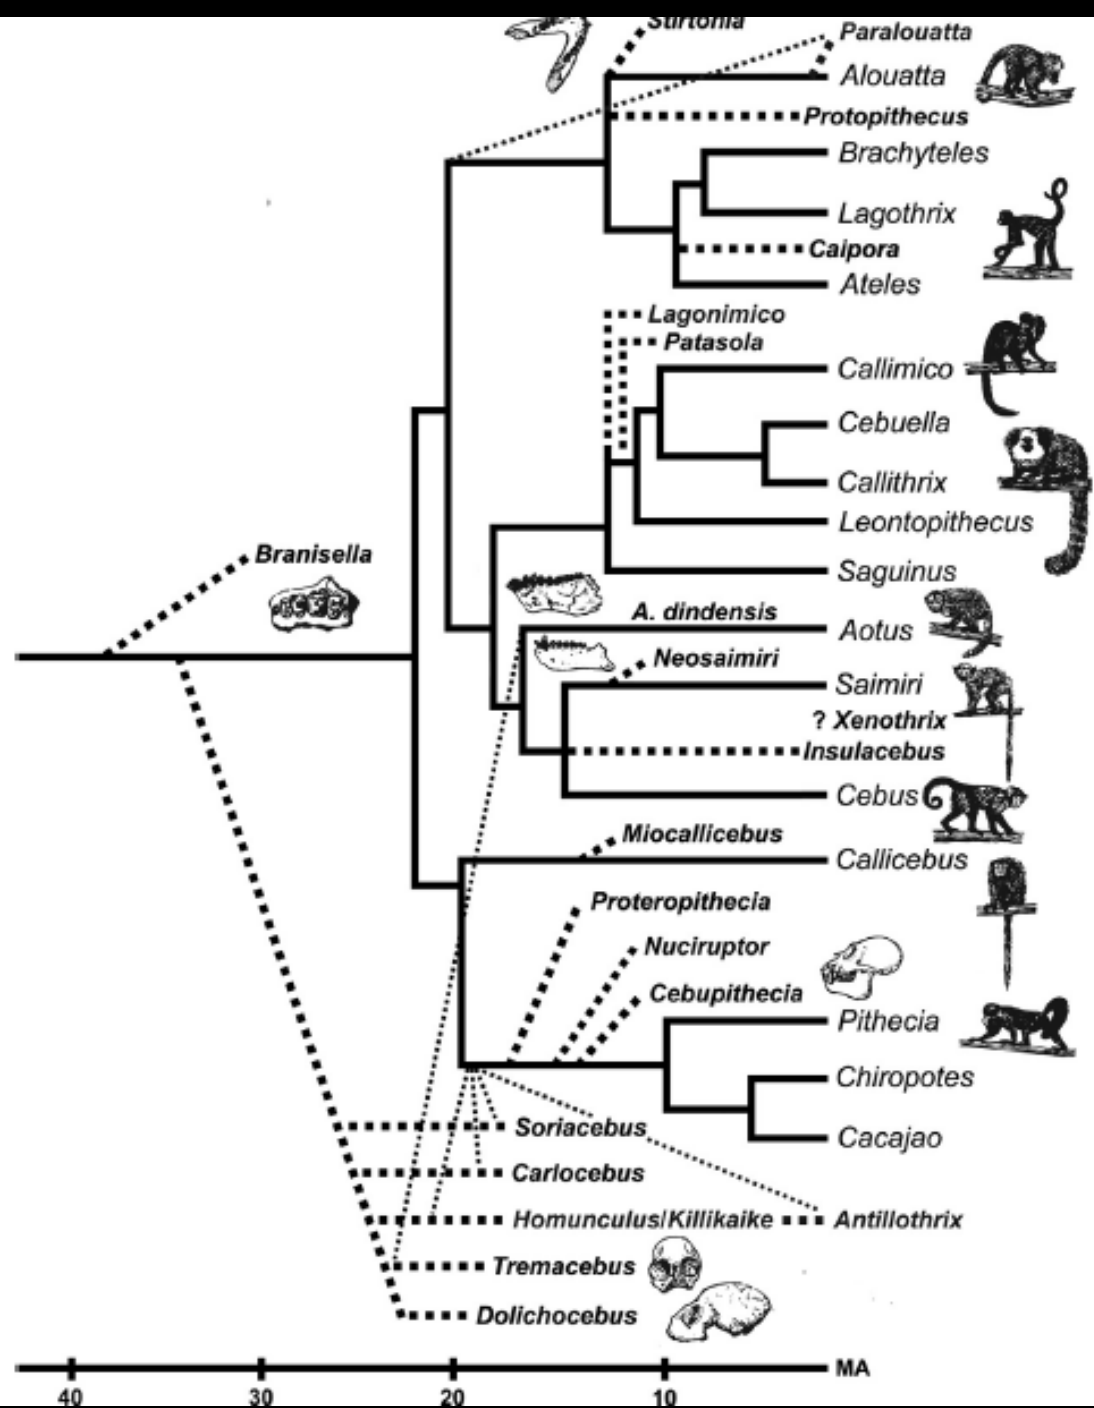 Stirtonia
Paralouatta
Alouatta
Protopithecus
Brachyteles
Lagothrix
Caipora
Ateles
Lagonimico
Patasola
Callimico
Cebuella
Callithrix
Leontopithecus
Branisella
Saguinus
A. dindensis
Aotus
Neosaimiri
Saimiri
? Xenothrix
Insulacebus
Cebus
Miocallicebus
Callicebus
Proteropithecia
Nuciruptor
Cebupithecia
Pithecia
Chiropotes
Soriacebus
Cacajao
Carlocebus
Homunculus/Killikaike
Antillothrix
Tremacebus
Dolichocebus
MA
40 30 20 10